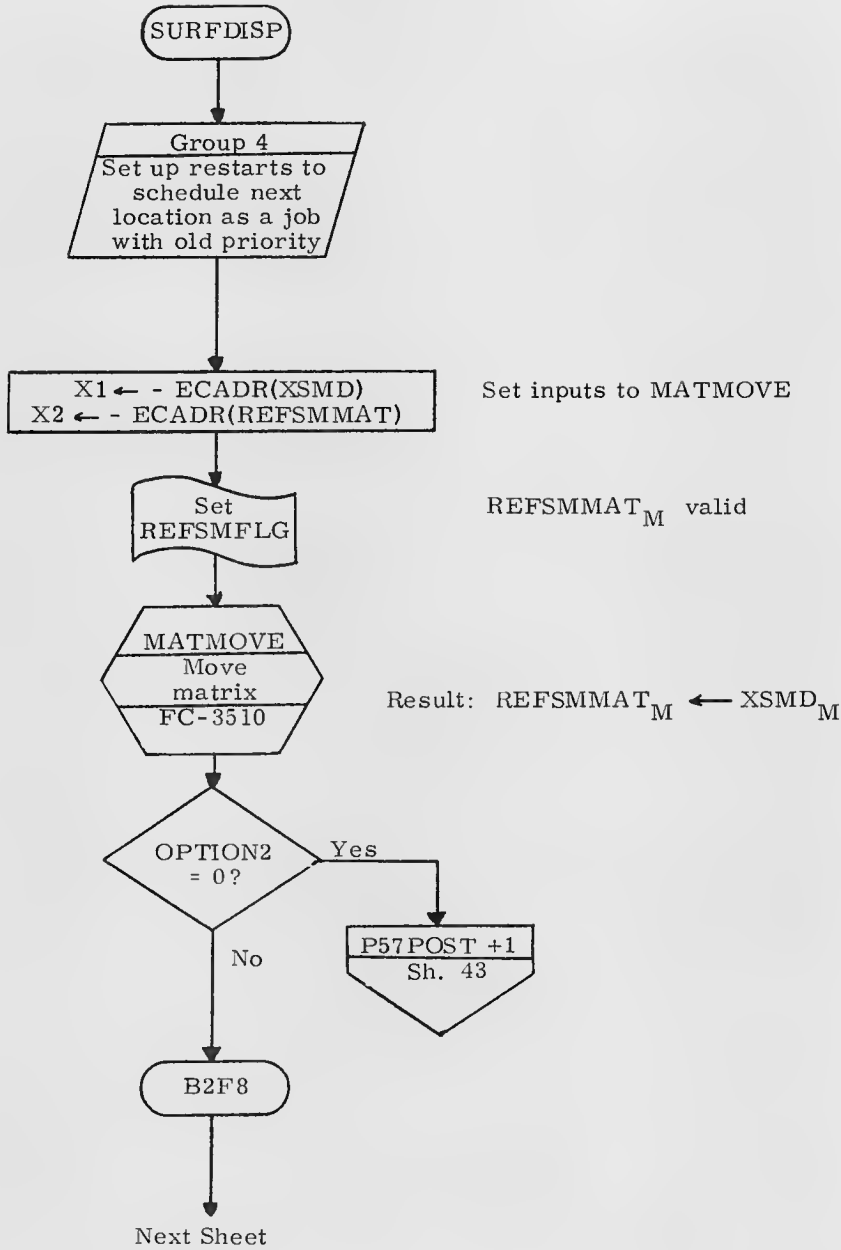 SURFDISP
Group 4
Set up restarts to
schedule next
location as a job
with old priority
X1 ← - ECADR(XSMD)
X2 ← - ECADR(REFSMMAT)
Set inputs to MATMOVE
Set
REFSMFLG
REFSMMAT_M valid
MATMOVE
Move
matrix
FC-3510
Result: REFSMMAT_M ← XSMD_M
OPTION2
= 0?
Yes
No
P57POST +1
Sh. 43
B2F8
Next Sheet